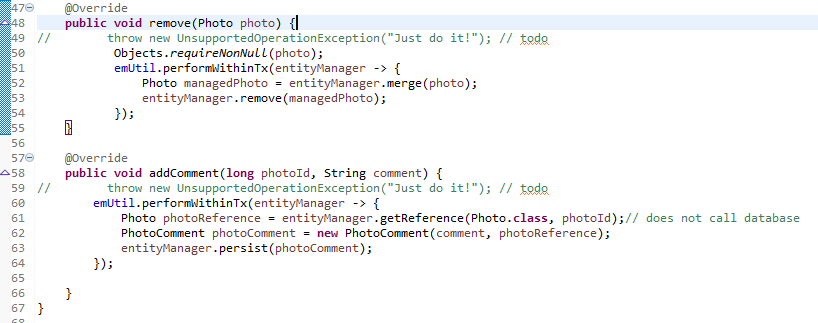 47 @Override
48 public void remove(Photo photo) {
49 // throw new UnsupportedOperationException("Just do it!"); // todo
50 Objects.requireNonNull(photo);
51 emUtil.performWithinTx(entityManager -> {
52 Photo managedPhoto = entityManager.merge(photo);
53 entityManager.remove(managedPhoto);
54 });
55 }
56
57 @Override
58 public void addComment(long photoId, String comment) {
59 // throw new UnsupportedOperationException("Just do it!"); // todo
60 emUtil.performWithinTx(entityManager -> {
61 Photo photoReference = entityManager.getReference(Photo.class, photoId);// does not call database
62 PhotoComment photoComment = new PhotoComment(comment, photoReference);
63 entityManager.persist(photoComment);
64 });
65
66 }
67 }
68